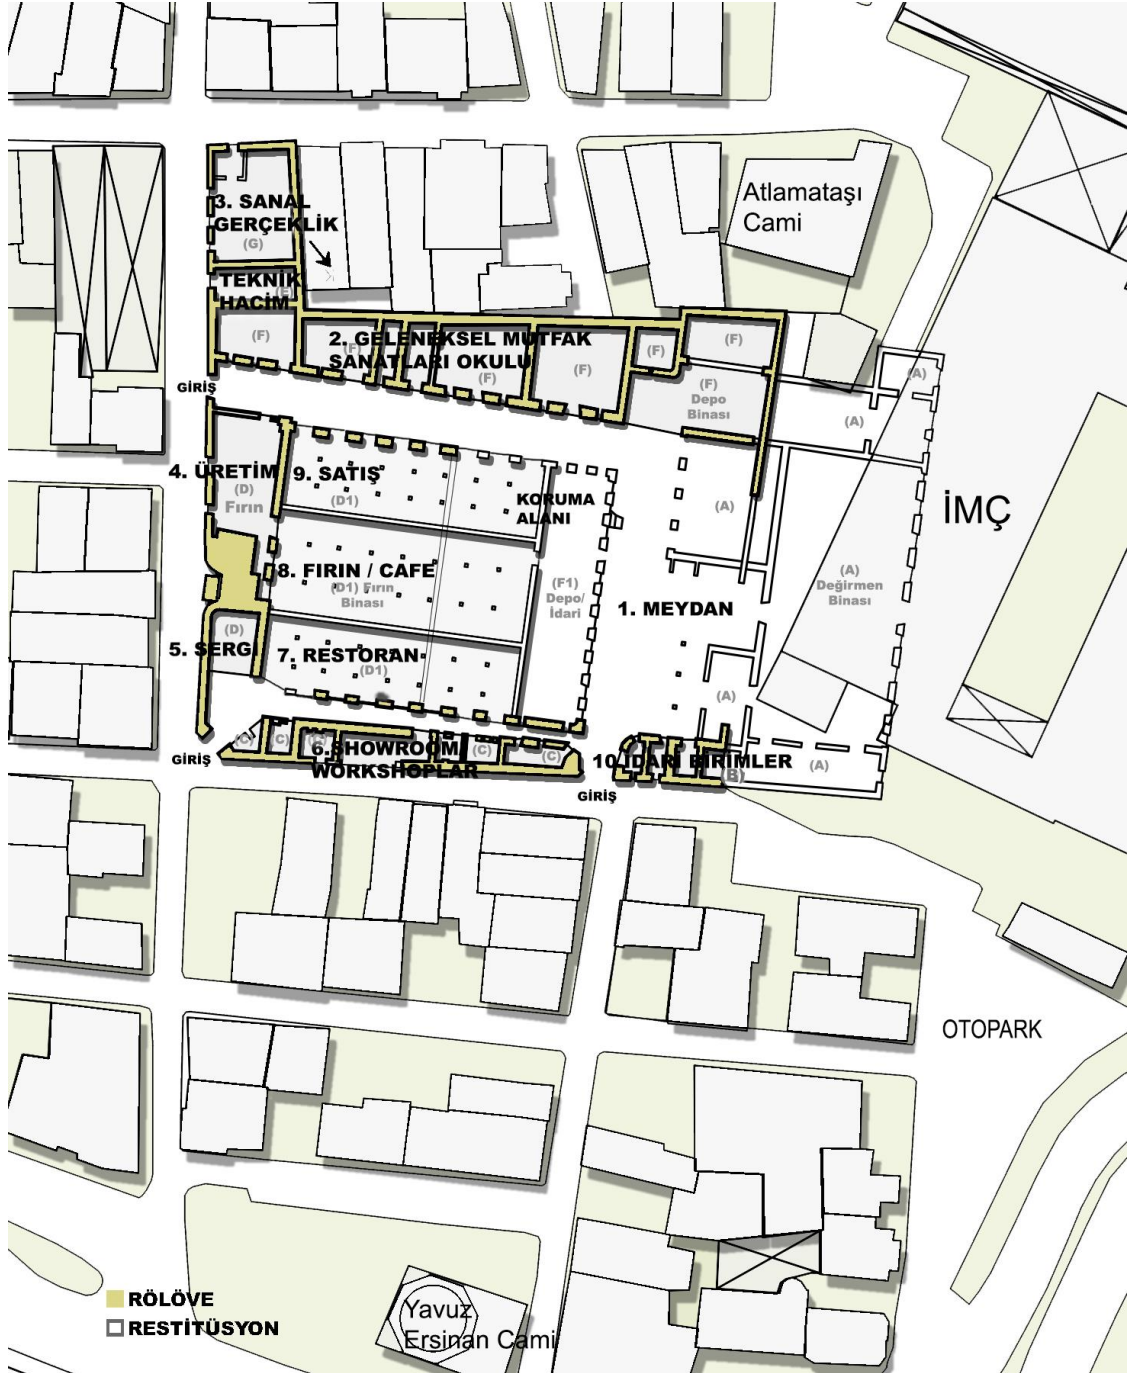 Atlamataşı
Cami
3. SANAL
GERÇEKLİK
(G)
TEKNİK
HACİM
(F)
(F)
2. GELENEKSEL MUTFAK
SANATLARI OKULU
(F)
(F)
(F)
(F)
(F)
(F)
Depo
Binası
(A)
(A)
GİRİŞ
4. ÜRETİM
(D)
Fırın
9. SATIŞ
(D1)
KORUMA
ALANI
(A)
İMÇ
8. FIRIN / CAFE
(D1) Fırın
Binası
(F1)
Depo/
İdari
1. MEYDAN
(A)
Değirmen
Binası
(D)
5. SERGİ
7. RESTORAN
(D1)
(A)
GİRİŞ
(C)
(C)
(C)
6.SHOWROOM/
WORKSHOPLAR
(C)
(C)
10.İDARİ BİRİMLER
(B)
(A)
GİRİŞ
OTOPARK
RÖLÖVE
RESTİTÜSYON
Yavuz
Ersinan Cami